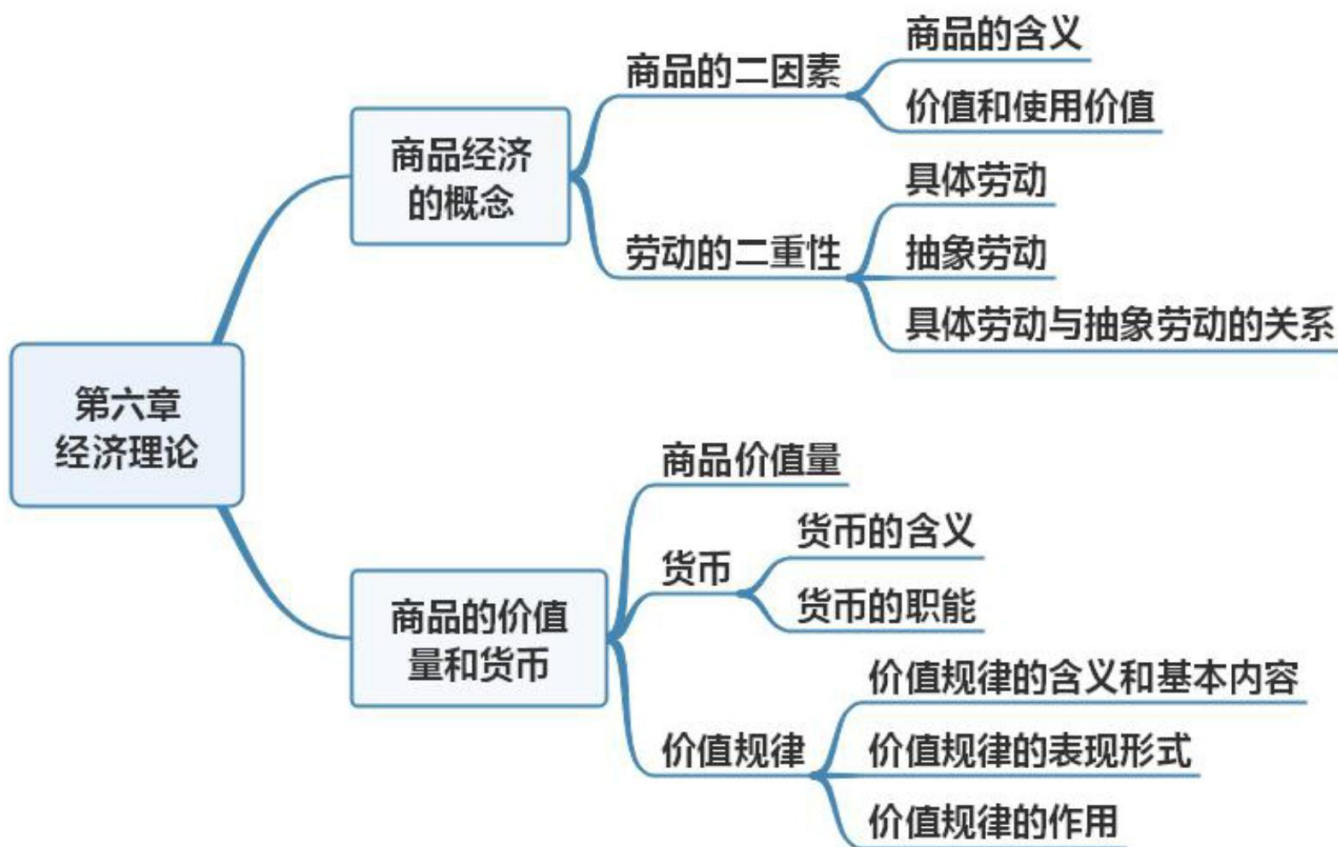 第六章
经济理论
商品经济
的概念
商品的二因素
商品的含义
价值和使用价值
劳动的二重性
具体劳动
抽象劳动
具体劳动与抽象劳动的关系
商品的价值
量和货币
商品价值量
货币
货币的含义
货币的职能
价值规律
价值规律的含义和基本内容
价值规律的表现形式
价值规律的作用